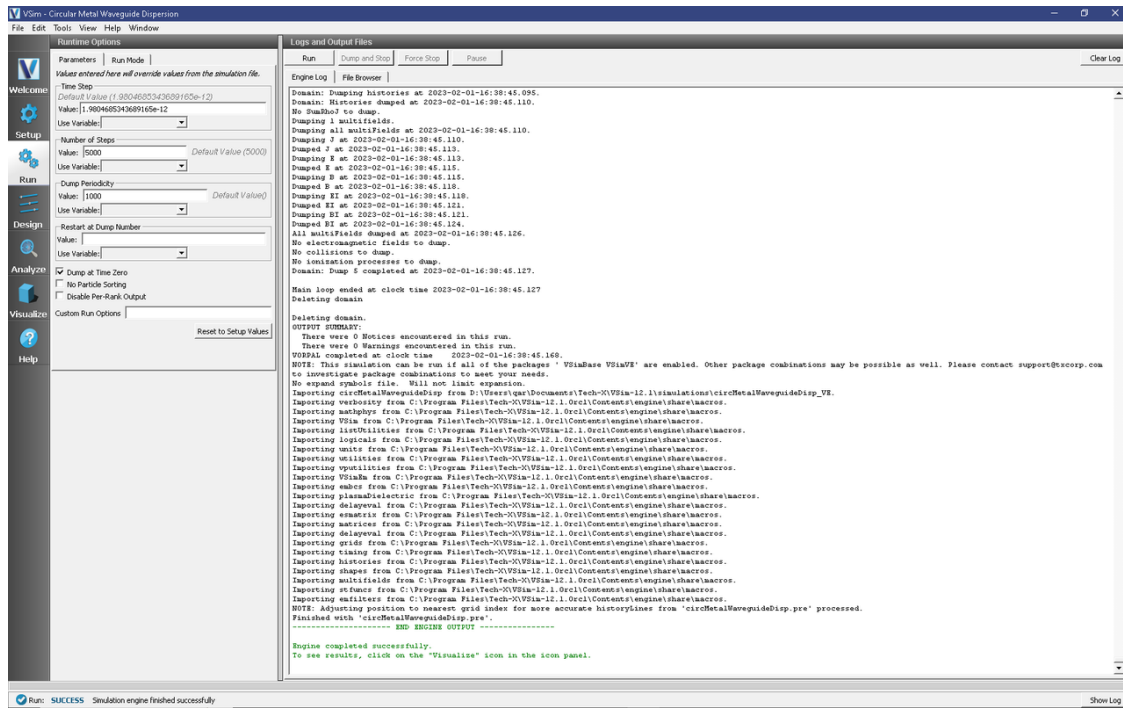 VSim - Circular Metal Waveguide Dispersion
File Edit Tools View Help Window
Welcome
Setup
Run
Design
Analyze
Visualize
Help
Runtime Options
Parameters Run Mode
Values entered here will override values from the simulation file.
Time Step
Default Value (1.9804685343689165e-12)
Value: 1.9804685343689165e-12
Use Variable:
Number of Steps
Value: 5000 Default Value (5000)
Use Variable:
Dump Periodicity
Value: 1000 Default Value()
Use Variable:
Restart at Dump Number
Value:
Use Variable:
Dump at Time Zero
No Particle Sorting
Disable Per-Rank Output
Custom Run Options
Reset to Setup Values
Logs and Output Files
Run Dump and Stop Force Stop Pause Clear Log
Engine Log File Browser
Domain: Dumping histories at 2023-02-01-16:38:45.095.
Domain: Histories dumped at 2023-02-01-16:38:45.110.
No SumRhoJ to dump.
Dumping 1 multifields.
Dumping all multiFields at 2023-02-01-16:38:45.110.
Dumping J at 2023-02-01-16:38:45.110.
Dumped J at 2023-02-01-16:38:45.113.
Dumping E at 2023-02-01-16:38:45.113.
Dumped E at 2023-02-01-16:38:45.115.
Dumping B at 2023-02-01-16:38:45.115.
Dumped B at 2023-02-01-16:38:45.118.
Dumping EI at 2023-02-01-16:38:45.118.
Dumped EI at 2023-02-01-16:38:45.121.
Dumping BI at 2023-02-01-16:38:45.121.
Dumped BI at 2023-02-01-16:38:45.124.
All multiFields dumped at 2023-02-01-16:38:45.126.
No electromagnetic fields to dump.
No collisions to dump.
No ionization processes to dump.
Domain: Dump 5 completed at 2023-02-01-16:38:45.127.
Main loop ended at clock time 2023-02-01-16:38:45.127
Deleting domain
Deleting domain.
OUTPUT SUMMARY:
There were 0 Notices encountered in this run.
There were 0 Warnings encountered in this run.
VORPAL completed at clock time 2023-02-01-16:38:45.168.
NOTE: This simulation can be run if all of the packages ' VSimBase VSimVE' are enabled. Other package combinations may be possible as well. Please contact support@txcorp.com
to investigate package combinations to meet your needs.
No expand symbols file. Will not limit expansion.
Importing circMetalWaveguideDisp from D:\Users\qar\Documents\Tech-X\VSim-12.1\simulations\circMetalWaveguideDisp_VE.
Importing verbosity from C:\Program Files\Tech-X\VSim-12.1.0rc1\Contents\engine\share\macros.
Importing mathphys from C:\Program Files\Tech-X\VSim-12.1.0rc1\Contents\engine\share\macros.
Importing VSim from C:\Program Files\Tech-X\VSim-12.1.0rc1\Contents\engine\share\macros.
Importing listUtilities from C:\Program Files\Tech-X\VSim-12.1.0rc1\Contents\engine\share\macros.
Importing logicals from C:\Program Files\Tech-X\VSim-12.1.0rc1\Contents\engine\share\macros.
Importing units from C:\Program Files\Tech-X\VSim-12.1.0rc1\Contents\engine\share\macros.
Importing utilities from C:\Program Files\Tech-X\VSim-12.1.0rc1\Contents\engine\share\macros.
Importing vputilities from C:\Program Files\Tech-X\VSim-12.1.0rc1\Contents\engine\share\macros.
Importing VSimEm from C:\Program Files\Tech-X\VSim-12.1.0rc1\Contents\engine\share\macros.
Importing embcs from C:\Program Files\Tech-X\VSim-12.1.0rc1\Contents\engine\share\macros.
Importing plasmaDielectric from C:\Program Files\Tech-X\VSim-12.1.0rc1\Contents\engine\share\macros.
Importing delayeval from C:\Program Files\Tech-X\VSim-12.1.0rc1\Contents\engine\share\macros.
Importing esmatrix from C:\Program Files\Tech-X\VSim-12.1.0rc1\Contents\engine\share\macros.
Importing matrices from C:\Program Files\Tech-X\VSim-12.1.0rc1\Contents\engine\share\macros.
Importing delayeval from C:\Program Files\Tech-X\VSim-12.1.0rc1\Contents\engine\share\macros.
Importing grids from C:\Program Files\Tech-X\VSim-12.1.0rc1\Contents\engine\share\macros.
Importing timing from C:\Program Files\Tech-X\VSim-12.1.0rc1\Contents\engine\share\macros.
Importing histories from C:\Program Files\Tech-X\VSim-12.1.0rc1\Contents\engine\share\macros.
Importing shapes from C:\Program Files\Tech-X\VSim-12.1.0rc1\Contents\engine\share\macros.
Importing multifields from C:\Program Files\Tech-X\VSim-12.1.0rc1\Contents\engine\share\macros.
Importing stfuncs from C:\Program Files\Tech-X\VSim-12.1.0rc1\Contents\engine\share\macros.
Importing emfilters from C:\Program Files\Tech-X\VSim-12.1.0rc1\Contents\engine\share\macros.
NOTE: Adjusting position to nearest grid index for more accurate historyLines from 'circMetalWaveguideDisp.pre' processed.
Finished with 'circMetalWaveguideDisp.pre'.
-------------------- END ENGINE OUTPUT ----------------
Engine completed successfully.
To see results, click on the "Visualize" icon in the icon panel.
Run: SUCCESS Simulation engine finished successfully Show Log